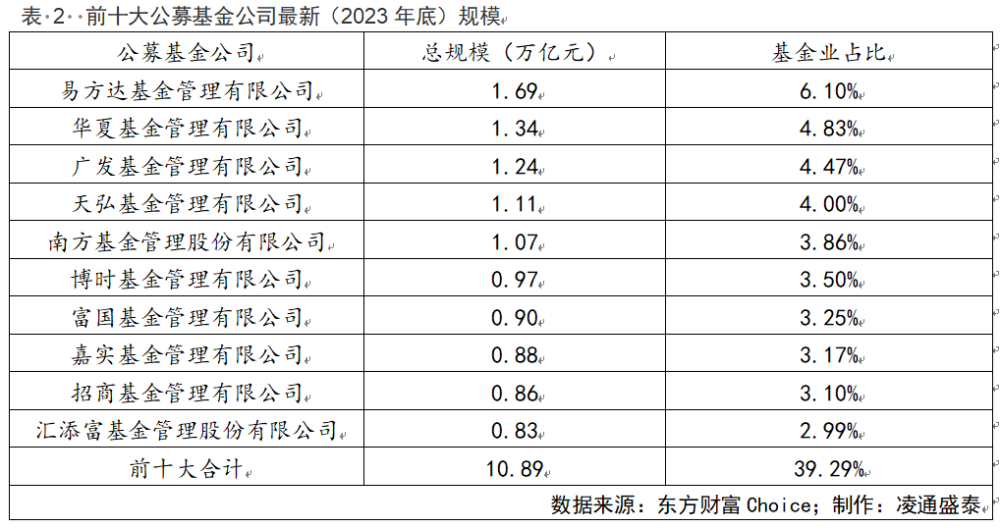 表 2  前十大公募基金公司最新（2023 年底）规模
公募基金公司 总规模（万亿元） 基金业占比
易方达基金管理有限公司 1.69 6.10%
华夏基金管理有限公司 1.34 4.83%
广发基金管理有限公司 1.24 4.47%
天弘基金管理有限公司 1.11 4.00%
南方基金管理股份有限公司 1.07 3.86%
博时基金管理有限公司 0.97 3.50%
富国基金管理有限公司 0.90 3.25%
嘉实基金管理有限公司 0.88 3.17%
招商基金管理有限公司 0.86 3.10%
汇添富基金管理股份有限公司 0.83 2.99%
前十大合计 10.89 39.29%
数据来源：东方财富 Choice；制作：凌通盛泰